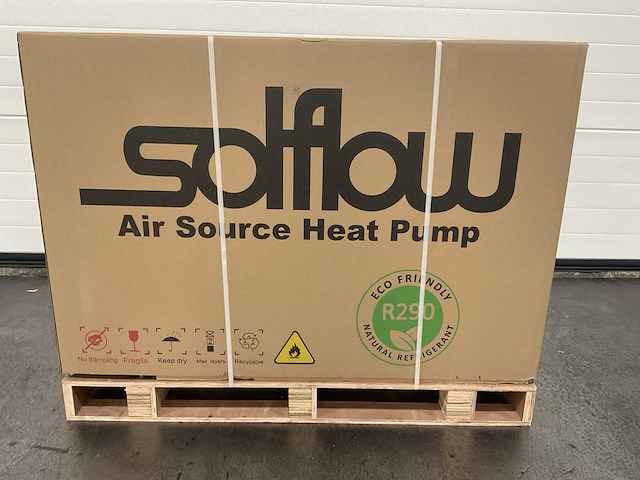 solflow
Air Source Heat Pump
ECO FRIENDLY
R290
NATURAL REFRIGERANT
No trampling Fragile Keep dry Max. layers Recyclable